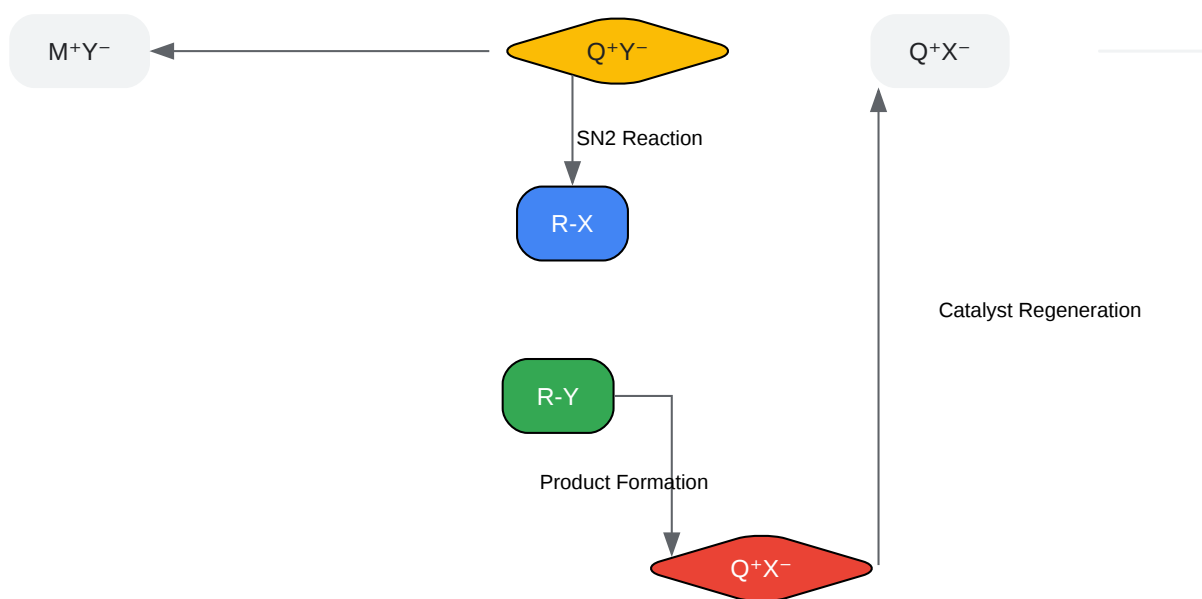 M⁺Y⁻
Q⁺Y⁻
Q⁺X⁻
SN2 Reaction
R-X
Catalyst Regeneration
R-Y
Product Formation
Q⁺X⁻